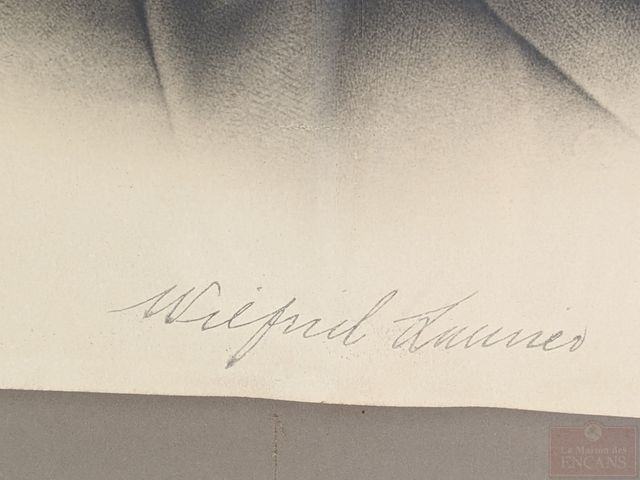 Wilfrid Laurier
La Maison des
ENCANS